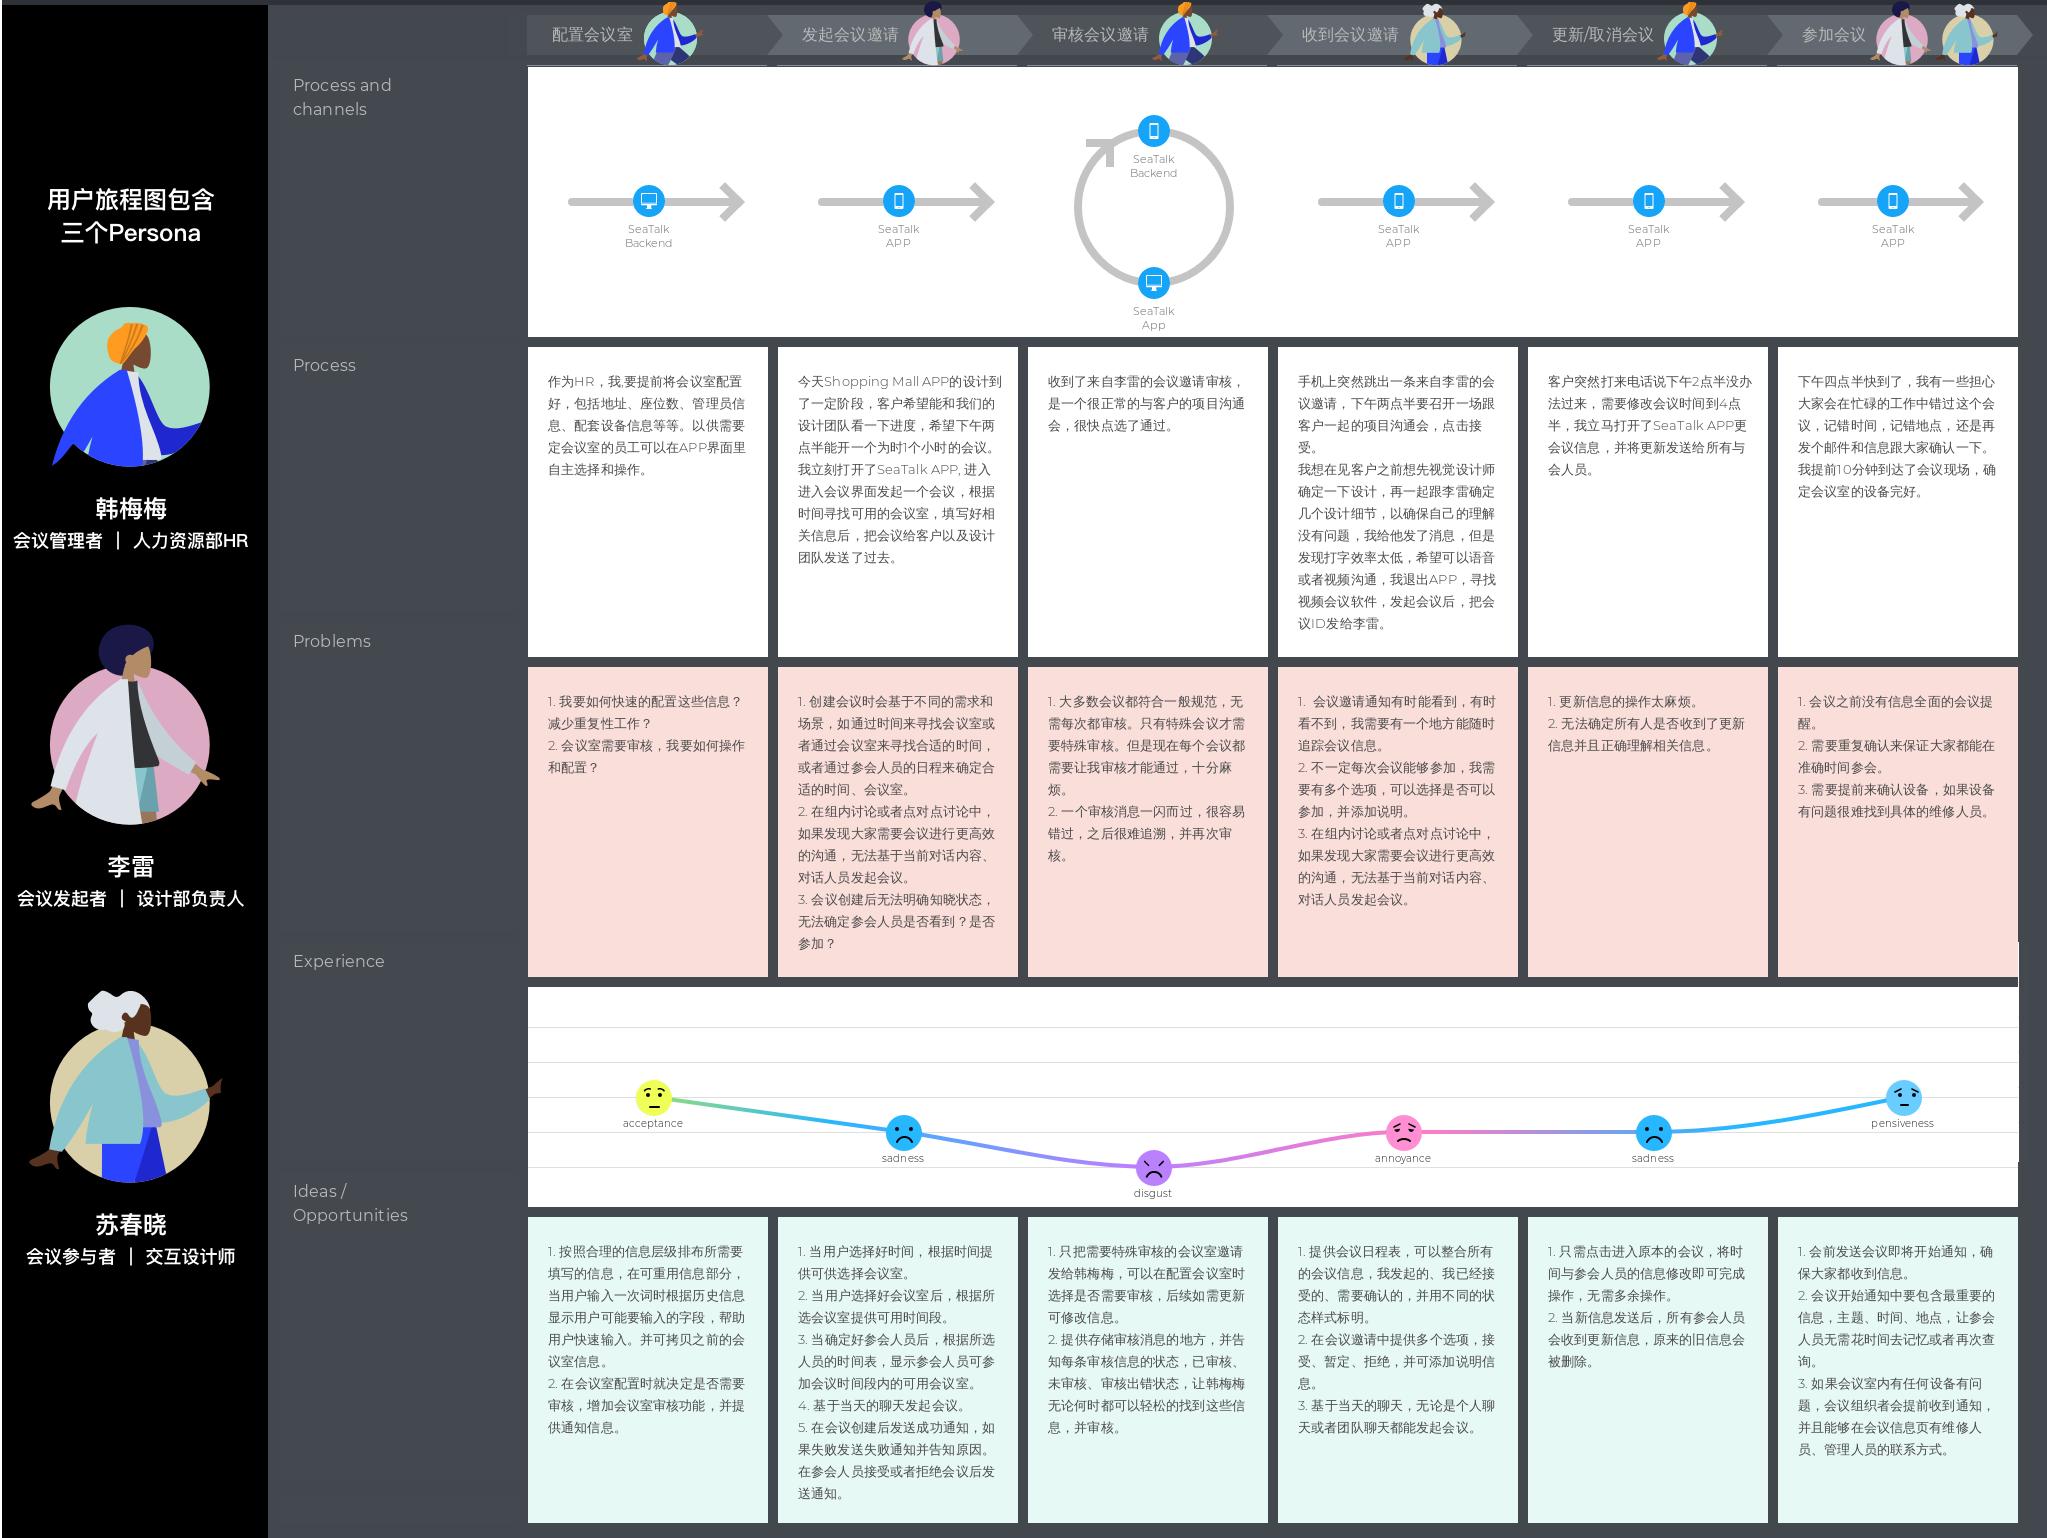 用户旅程图包含
三个Persona
韩梅梅
会议管理者 ｜ 人力资源部HR
李雷
会议发起者 ｜ 设计部负责人
苏春晓
会议参与者 ｜ 交互设计师
配置会议室
发起会议邀请
审核会议邀请
收到会议邀请
更新/取消会议
参加会议
Process and
channels
SeaTalk
Backend
SeaTalk
APP
SeaTalk
Backend
SeaTalk
App
SeaTalk
APP
SeaTalk
APP
SeaTalk
APP
Process
作为HR，我,要提前将会议室配置
好，包括地址、座位数、管理员信
息、配套设备信息等等。以供需要
定会议室的员工可以在APP界面里
自主选择和操作。
今天Shopping Mall APP的设计到
了一定阶段，客户希望能和我们的
设计团队看一下进度，希望下午两
点半能开一个为时1个小时的会议。
我立刻打开了SeaTalk APP, 进入
进入会议界面发起一个会议，根据
时间寻找可用的会议室，填写好相
关信息后，把会议给客户以及设计
团队发送了过去。
收到了来自李雷的会议邀请审核，
是一个很正常的与客户的项目沟通
会，很快点选了通过。
手机上突然跳出一条来自李雷的会
议邀请，下午两点半要召开一场跟
客户一起的项目沟通会，点击接
受。
我想在见客户之前想先视觉设计师
确定一下设计，再一起跟李雷确定
几个设计细节，以确保自己的理解
没有问题，我给他发了消息，但是
发现打字效率太低，希望可以语音
或者视频沟通，我退出APP，寻找
视频会议软件，发起会议后，把会
议ID发给李雷。
客户突然打来电话说下午2点半没办
法过来，需要修改会议时间到4点
半，我立马打开了SeaTalk APP更
会议信息，并将更新发送给所有与
会人员。
下午四点半快到了，我有一些担心
大家会在忙碌的工作中错过这个会
议，记错时间，记错地点，还是再
发个邮件和信息跟大家确认一下。
我提前10分钟到达了会议现场，确
定会议室的设备完好。
Problems
1. 我要如何快速的配置这些信息？
减少重复性工作？
2. 会议室需要审核，我要如何操作
和配置？
1. 创建会议时会基于不同的需求和
场景，如通过时间来寻找会议室或
者通过会议室来寻找合适的时间，
或者通过参会人员的日程来确定合
适的时间、会议室。
2. 在组内讨论或者点对点讨论中，
如果发现大家需要会议进行更高效
的沟通，无法基于当前对话内容、
对话人员发起会议。
3. 会议创建后无法明确知晓状态，
无法确定参会人员是否看到？是否
参加？
1. 大多数会议都符合一般规范，无
需每次都审核。只有特殊会议才需
要特殊审核。但是现在每个会议都
需要让我审核才能通过，十分麻
烦。
2. 一个审核消息一闪而过，很容易
错过，之后很难追溯，并再次审
核。
1. 会议邀请通知有时能看到，有时
看不到，我需要有一个地方能随时
追踪会议信息。
2. 不一定每次会议能够参加，我需
要有多个选项，可以选择是否可以
参加，并添加说明。
3. 在组内讨论或者点对点讨论中，
如果发现大家需要会议进行更高效
的沟通，无法基于当前对话内容、
对话人员发起会议。
1. 更新信息的操作太麻烦。
2. 无法确定所有人是否收到了更新
信息并且正确理解相关信息。
1. 会议之前没有信息全面的会议提
醒。
2. 需要重复确认来保证大家都能在
准确时间参会。
3. 需要提前来确认设备，如果设备
有问题很难找到具体的维修人员。
Experience
acceptance
sadness
disgust
annoyance
sadness
pensiveness
Ideas /
Opportunities
1. 按照合理的信息层级排布所需要
填写的信息，在可重用信息部分，
当用户输入一次词时根据历史信息
显示用户可能要输入的字段，帮助
用户快速输入。并可拷贝之前的会
议室信息。
2. 在会议室配置时就决定是否需要
审核，增加会议室审核功能，并提
供通知信息。
1. 当用户选择好时间，根据时间提
供可供选择会议室。
2. 当用户选择好会议室后，根据所
选会议室提供可用时间段。
3. 当确定好参会人员后，根据所选
人员的时间表，显示参会人员可参
加会议时间段内的可用会议室。
4. 基于当天的聊天发起会议。
5. 在会议创建后发送成功通知，如
果失败发送失败通知并告知原因。
在参会人员接受或者拒绝会议后发
送通知。
1. 只把需要特殊审核的会议室邀请
发给韩梅梅，可以在配置会议室时
选择是否需要审核，后续如需更新
可修改信息。
2. 提供存储审核消息的地方，并告
知每条审核信息的状态，已审核、
未审核、审核出错状态，让韩梅梅
无论何时都可以轻松的找到这些信
息，并审核。
1. 提供会议日程表，可以整合所有
的会议信息，我发起的、我已经接
受的、需要确认的，并用不同的状
态样式标明。
2. 在会议邀请中提供多个选项，接
受、暂定、拒绝，并可添加说明信
息。
3. 基于当天的聊天，无论是个人聊
天或者团队聊天都能发起会议。
1. 只需点击进入原本的会议，将时
间与参会人员的信息修改即可完成
操作，无需多余操作。
2. 当新信息发送后，所有参会人员
会收到更新信息，原来的旧信息会
被删除。
1. 会前发送会议即将开始通知，确
保大家都收到信息。
2. 会议开始通知中要包含最重要的
信息，主题、时间、地点，让参会
人员无需花时间去记忆或者再次查
询。
3. 如果会议室内有任何设备有问
题，会议组织者会提前收到通知，
并且能够在会议信息页有维修人
员、管理人员的联系方式。